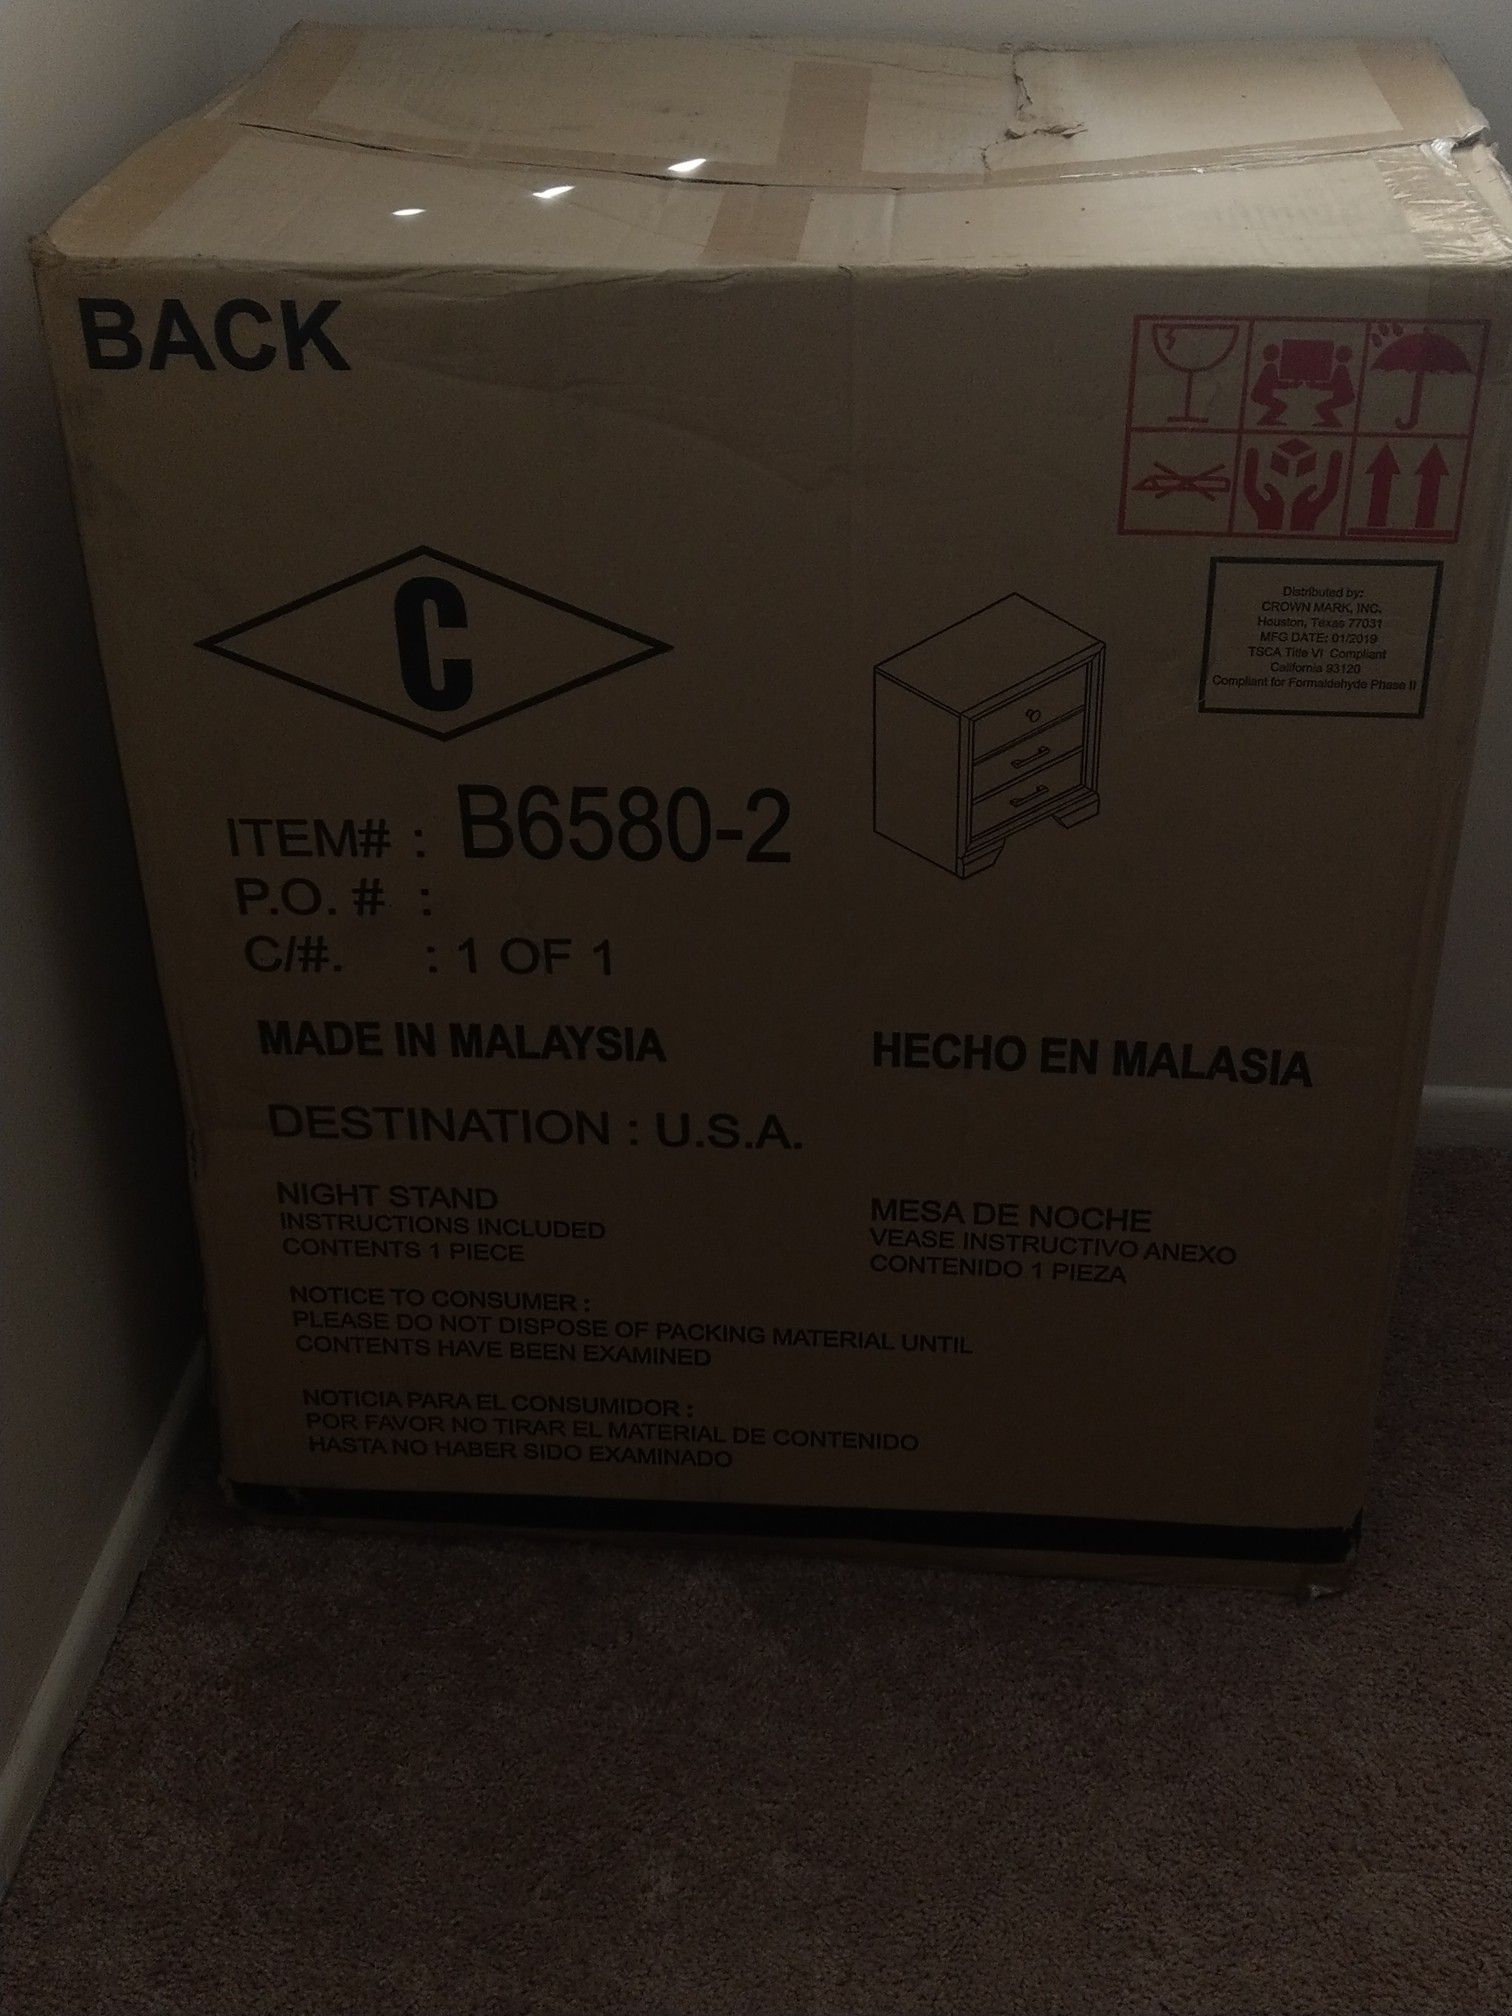 BACK
Distributed by:
CROWN MARK, INC.
Houston, Texas 77031
MFG DATE: 01/2019
TSCA Title VI Compliant
California 93120
Compliant for Formaldehyde Phase II
C
ITEM# : B6580-2
P.O. # :
C/#. : 1 OF 1
MADE IN MALAYSIA
HECHO EN MALASIA
DESTINATION : U.S.A.
NIGHT STAND
INSTRUCTIONS INCLUDED
CONTENTS 1 PIECE
MESA DE NOCHE
VEASE INSTRUCTIVO ANEXO
CONTENIDO 1 PIEZA
NOTICE TO CONSUMER :
PLEASE DO NOT DISPOSE OF PACKING MATERIAL UNTIL
CONTENTS HAVE BEEN EXAMINED
NOTICIA PARA EL CONSUMIDOR :
POR FAVOR NO TIRAR EL MATERIAL DE CONTENIDO
HASTA NO HABER SIDO EXAMINADO